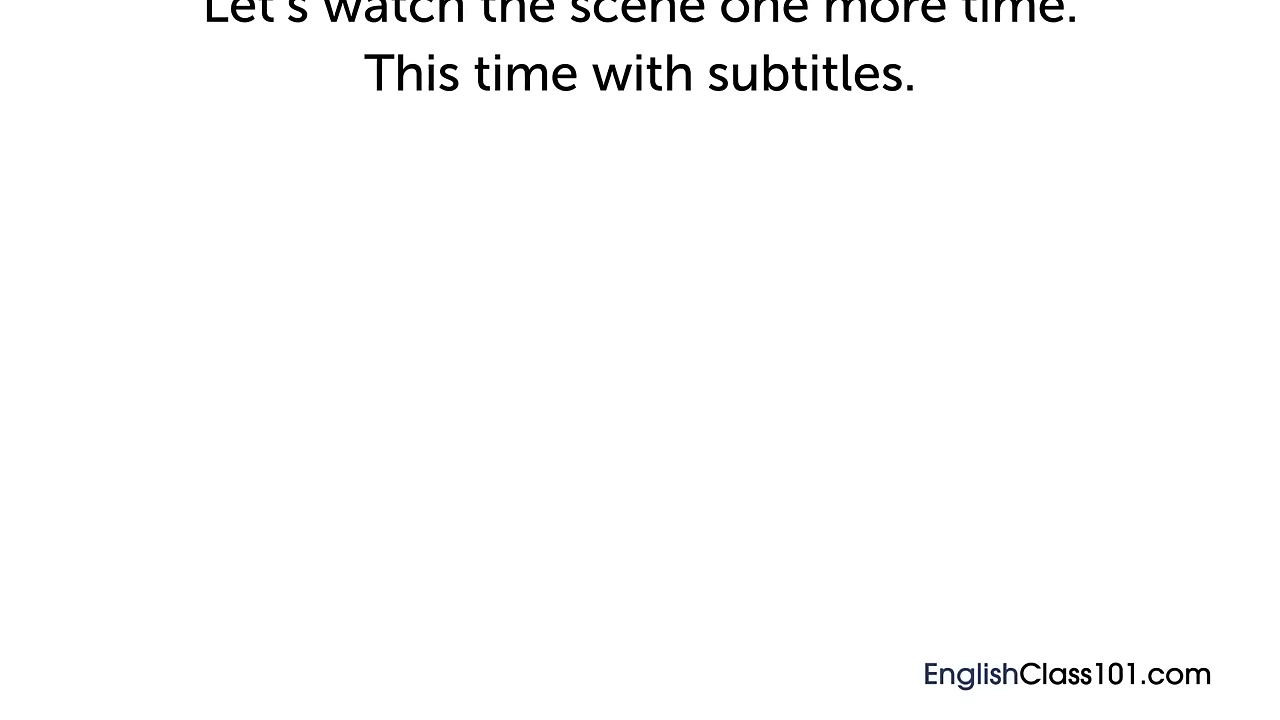 Let's watch the scene one more time.
This time with subtitles.
EnglishClass101.com